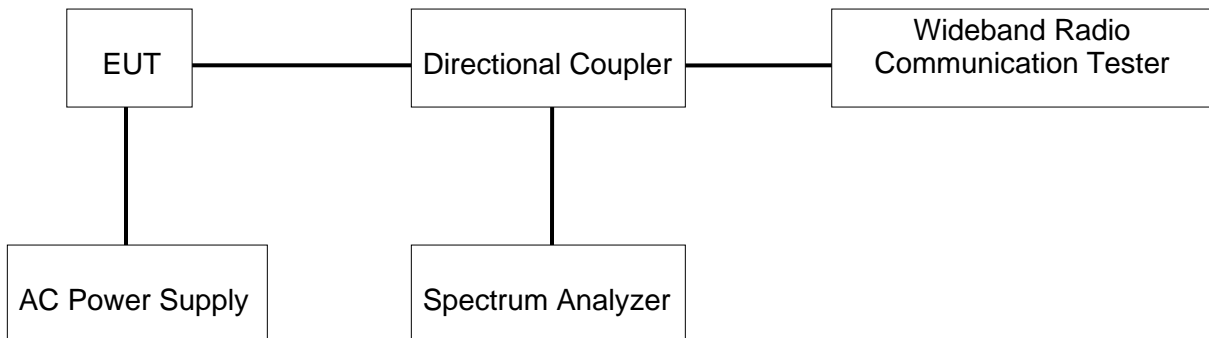 EUT
Directional Coupler
Wideband Radio
Communication Tester
AC Power Supply
Spectrum Analyzer